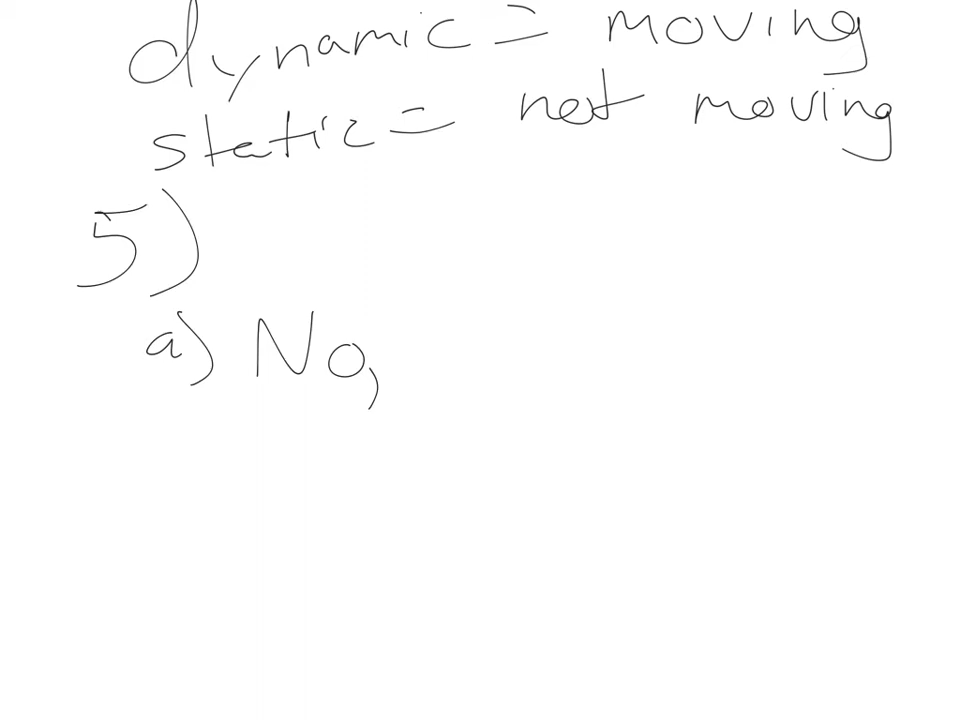 dynamic = moving
static = not moving
5)
a) No,